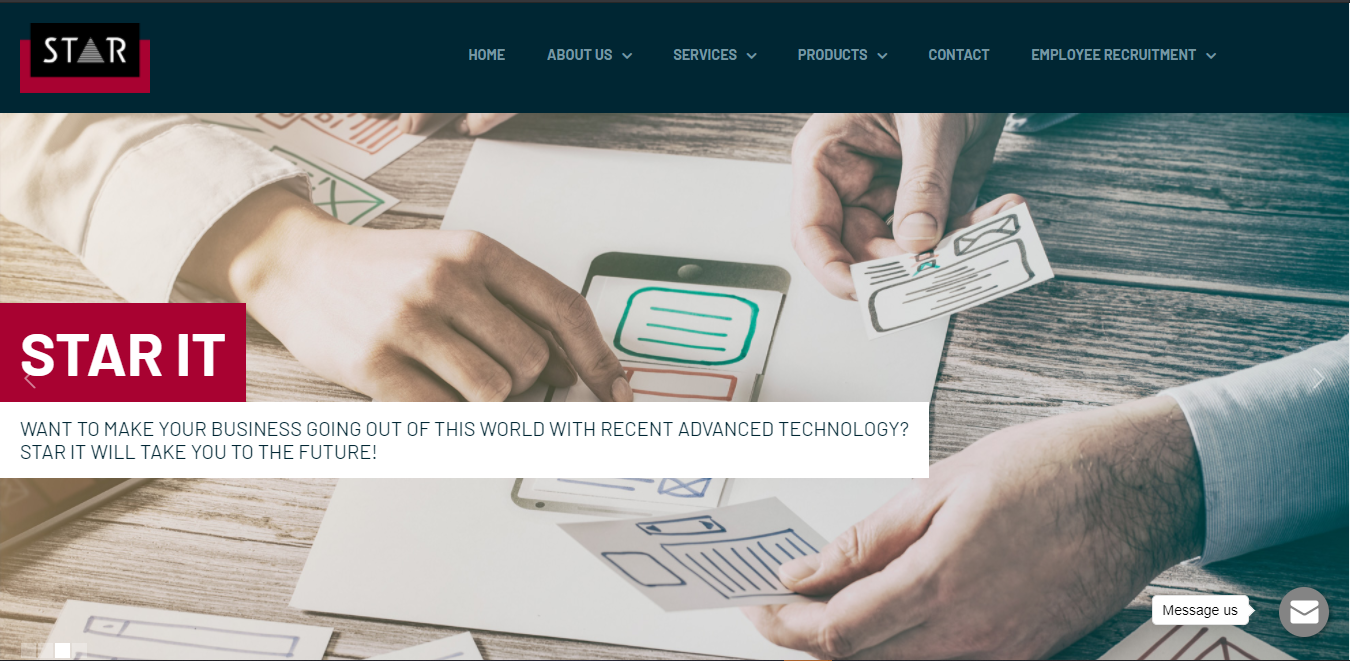 STAR
HOME ABOUT US SERVICES PRODUCTS CONTACT EMPLOYEE RECRUITMENT
STAR IT
WANT TO MAKE YOUR BUSINESS GOING OUT OF THIS WORLD WITH RECENT ADVANCED TECHNOLOGY?
STAR IT WILL TAKE YOU TO THE FUTURE!
Message us